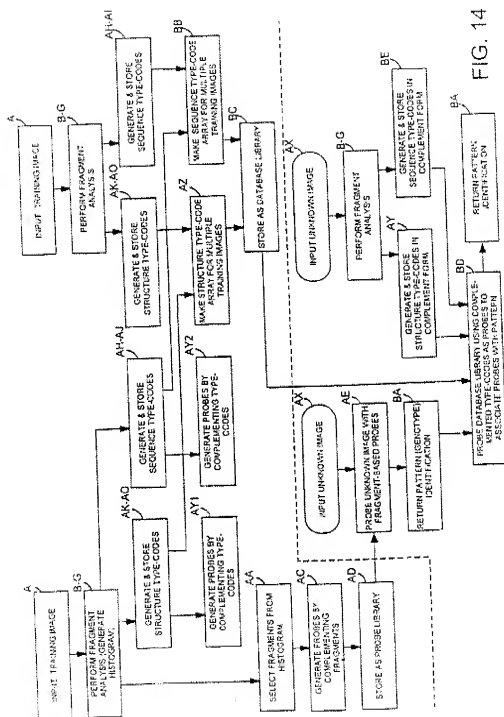 A
INPUT TRAINING IMAGE
B-G
PERFORM FRAGMENT
ANALYSIS (GENERATE
HISTOGRAM)
AK-AO
GENERATE & STORE
STRUCTURE TYPE-CODES
AH-AJ
GENERATE & STORE
SEQUENCE TYPE-CODES
AY1
GENERATE PROBES BY
COMPLEMENTING TYPE-
CODES
AY2
GENERATE PROBES BY
COMPLEMENTING TYPE-
CODES
AA
SELECT FRAGMENTS FROM
HISTOGRAM
AC
GENERATE PROBES BY
COMPLEMENTING
FRAGMENTS
AD
STORE AS PROBE LIBRARY
A
INPUT TRAINING IMAGE
B-G
PERFORM FRAGMENT
ANALYSIS
AK-AO
GENERATE & STORE
STRUCTURE TYPE-CODES
AH-AI
GENERATE & STORE
SEQUENCE TYPE-CODES
AZ
MAKE STRUCTURE TYPE-CODE
ARRAY FOR MULTIPLE
TRAINING IMAGES
BB
MAKE SEQUENCE TYPE-CODE
ARRAY FOR MULTIPLE
TRAINING IMAGES
BC
STORE AS DATABASE LIBRARY
AX
INPUT UNKNOWN IMAGE
AE
PROBE UNKNOWN IMAGE WITH
FRAGMENT-BASED PROBES
BA
RETURN PATTERN (GENOTYPE)
IDENTIFICATION
AX
INPUT UNKNOWN IMAGE
B-G
PERFORM FRAGMENT
ANALYSIS
AY
GENERATE & STORE
STRUCTURE TYPE-CODES IN
COMPLEMENT FORM
BE
GENERATE & STORE
SEQUENCE TYPE-CODES IN
COMPLEMENT FORM
BD
PROBE DATABASE LIBRARY USING COMPLE-
MENTED TYPE-CODES AS PROBES TO
ASSOCIATE PROBES WITH PATTERN
BA
RETURN PATTERN
IDENTIFICATION
FIG. 14